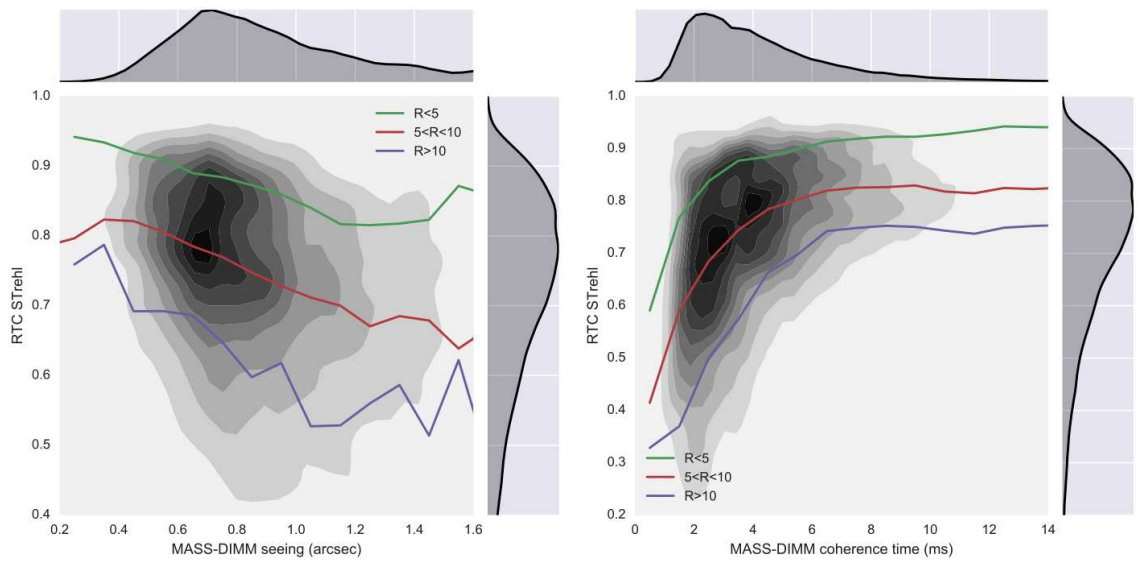 1.0
0.9
0.8
0.7
0.6
0.5
0.4
RTC STrehl
R<5
5<R<10
R>10
0.2 0.4 0.6 0.8 1.0 1.2 1.4 1.6
MASS-DIMM seeing (arcsec)
1.0
0.9
0.8
0.7
0.6
0.5
0.4
0.3
0.2
RTC STrehl
R<5
5<R<10
R>10
0 2 4 6 8 10 12 14
MASS-DIMM coherence time (ms)